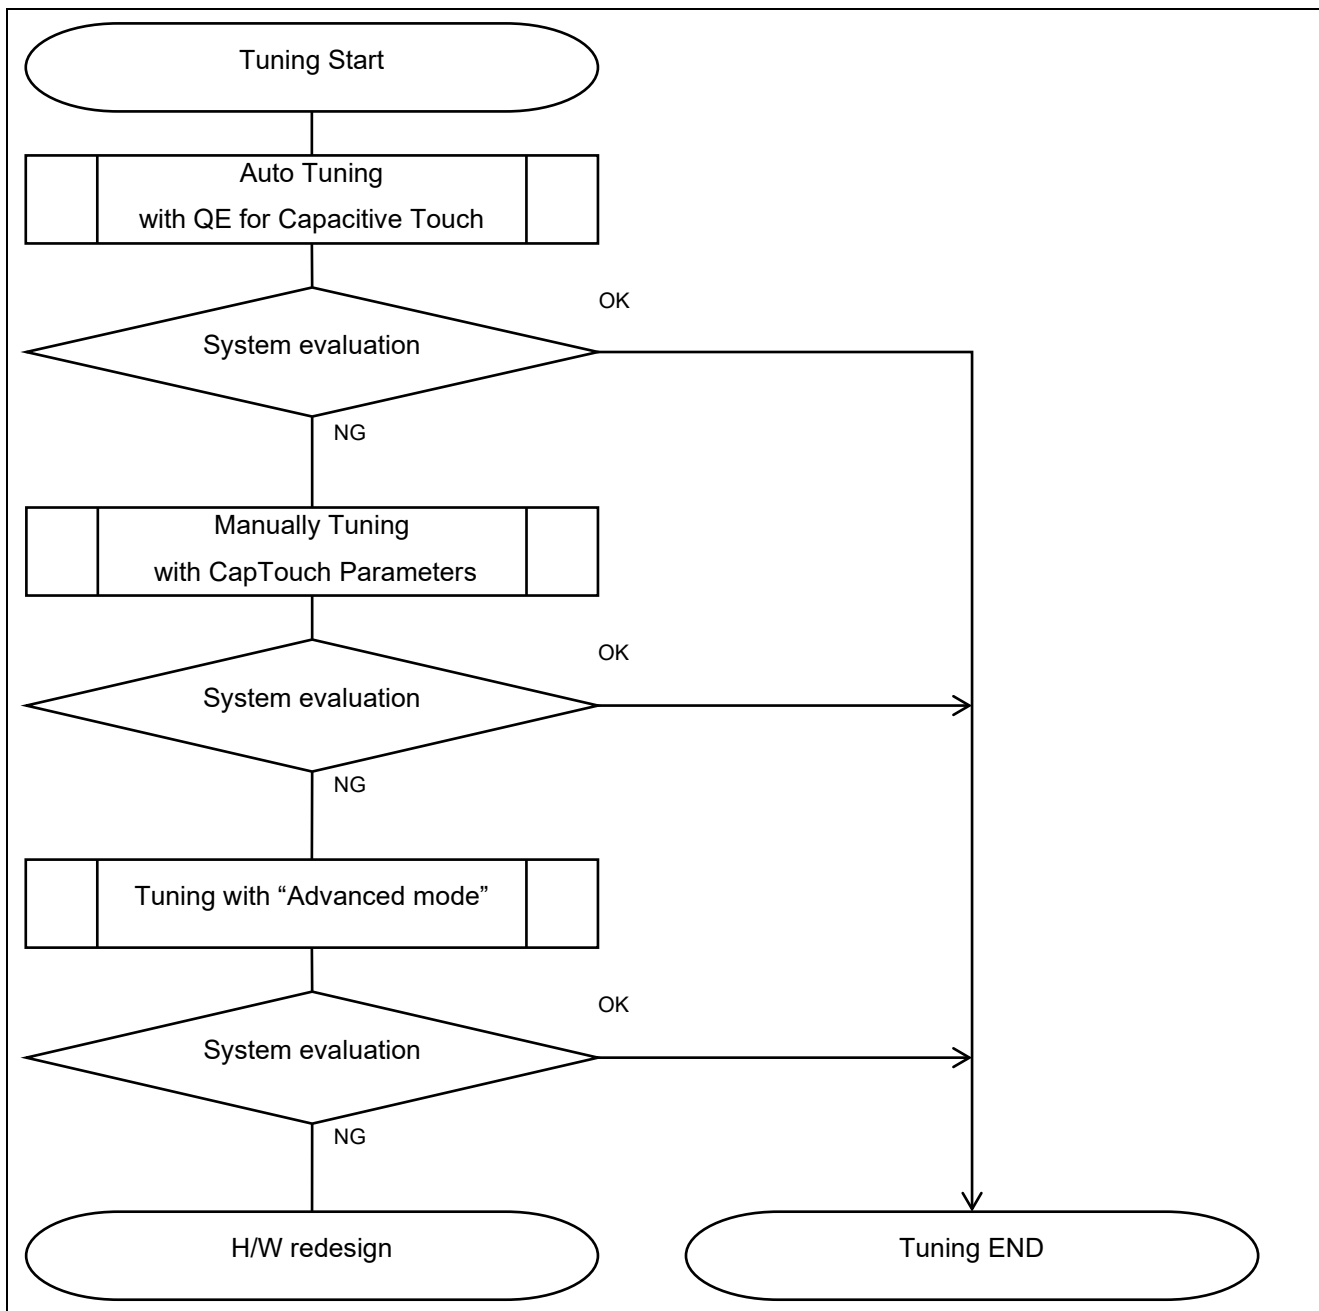 Tuning Start
Auto Tuning
with QE for Capacitive Touch
OK
System evaluation
NG
Manually Tuning
with CapTouch Parameters
OK
System evaluation
NG
Tuning with “Advanced mode”
OK
System evaluation
NG
H/W redesign
Tuning END